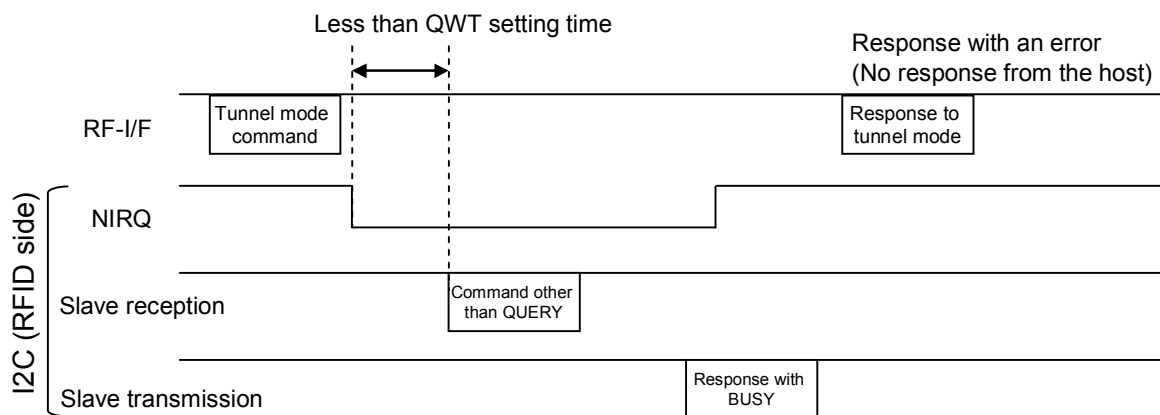 Less than QWT setting time
Response with an error
(No response from the host)
RF-I/F
Tunnel mode
command
Response to
tunnel mode
I2C (RFID side)
NIRQ
Slave reception
Command other
than QUERY
Slave transmission
Response with
BUSY